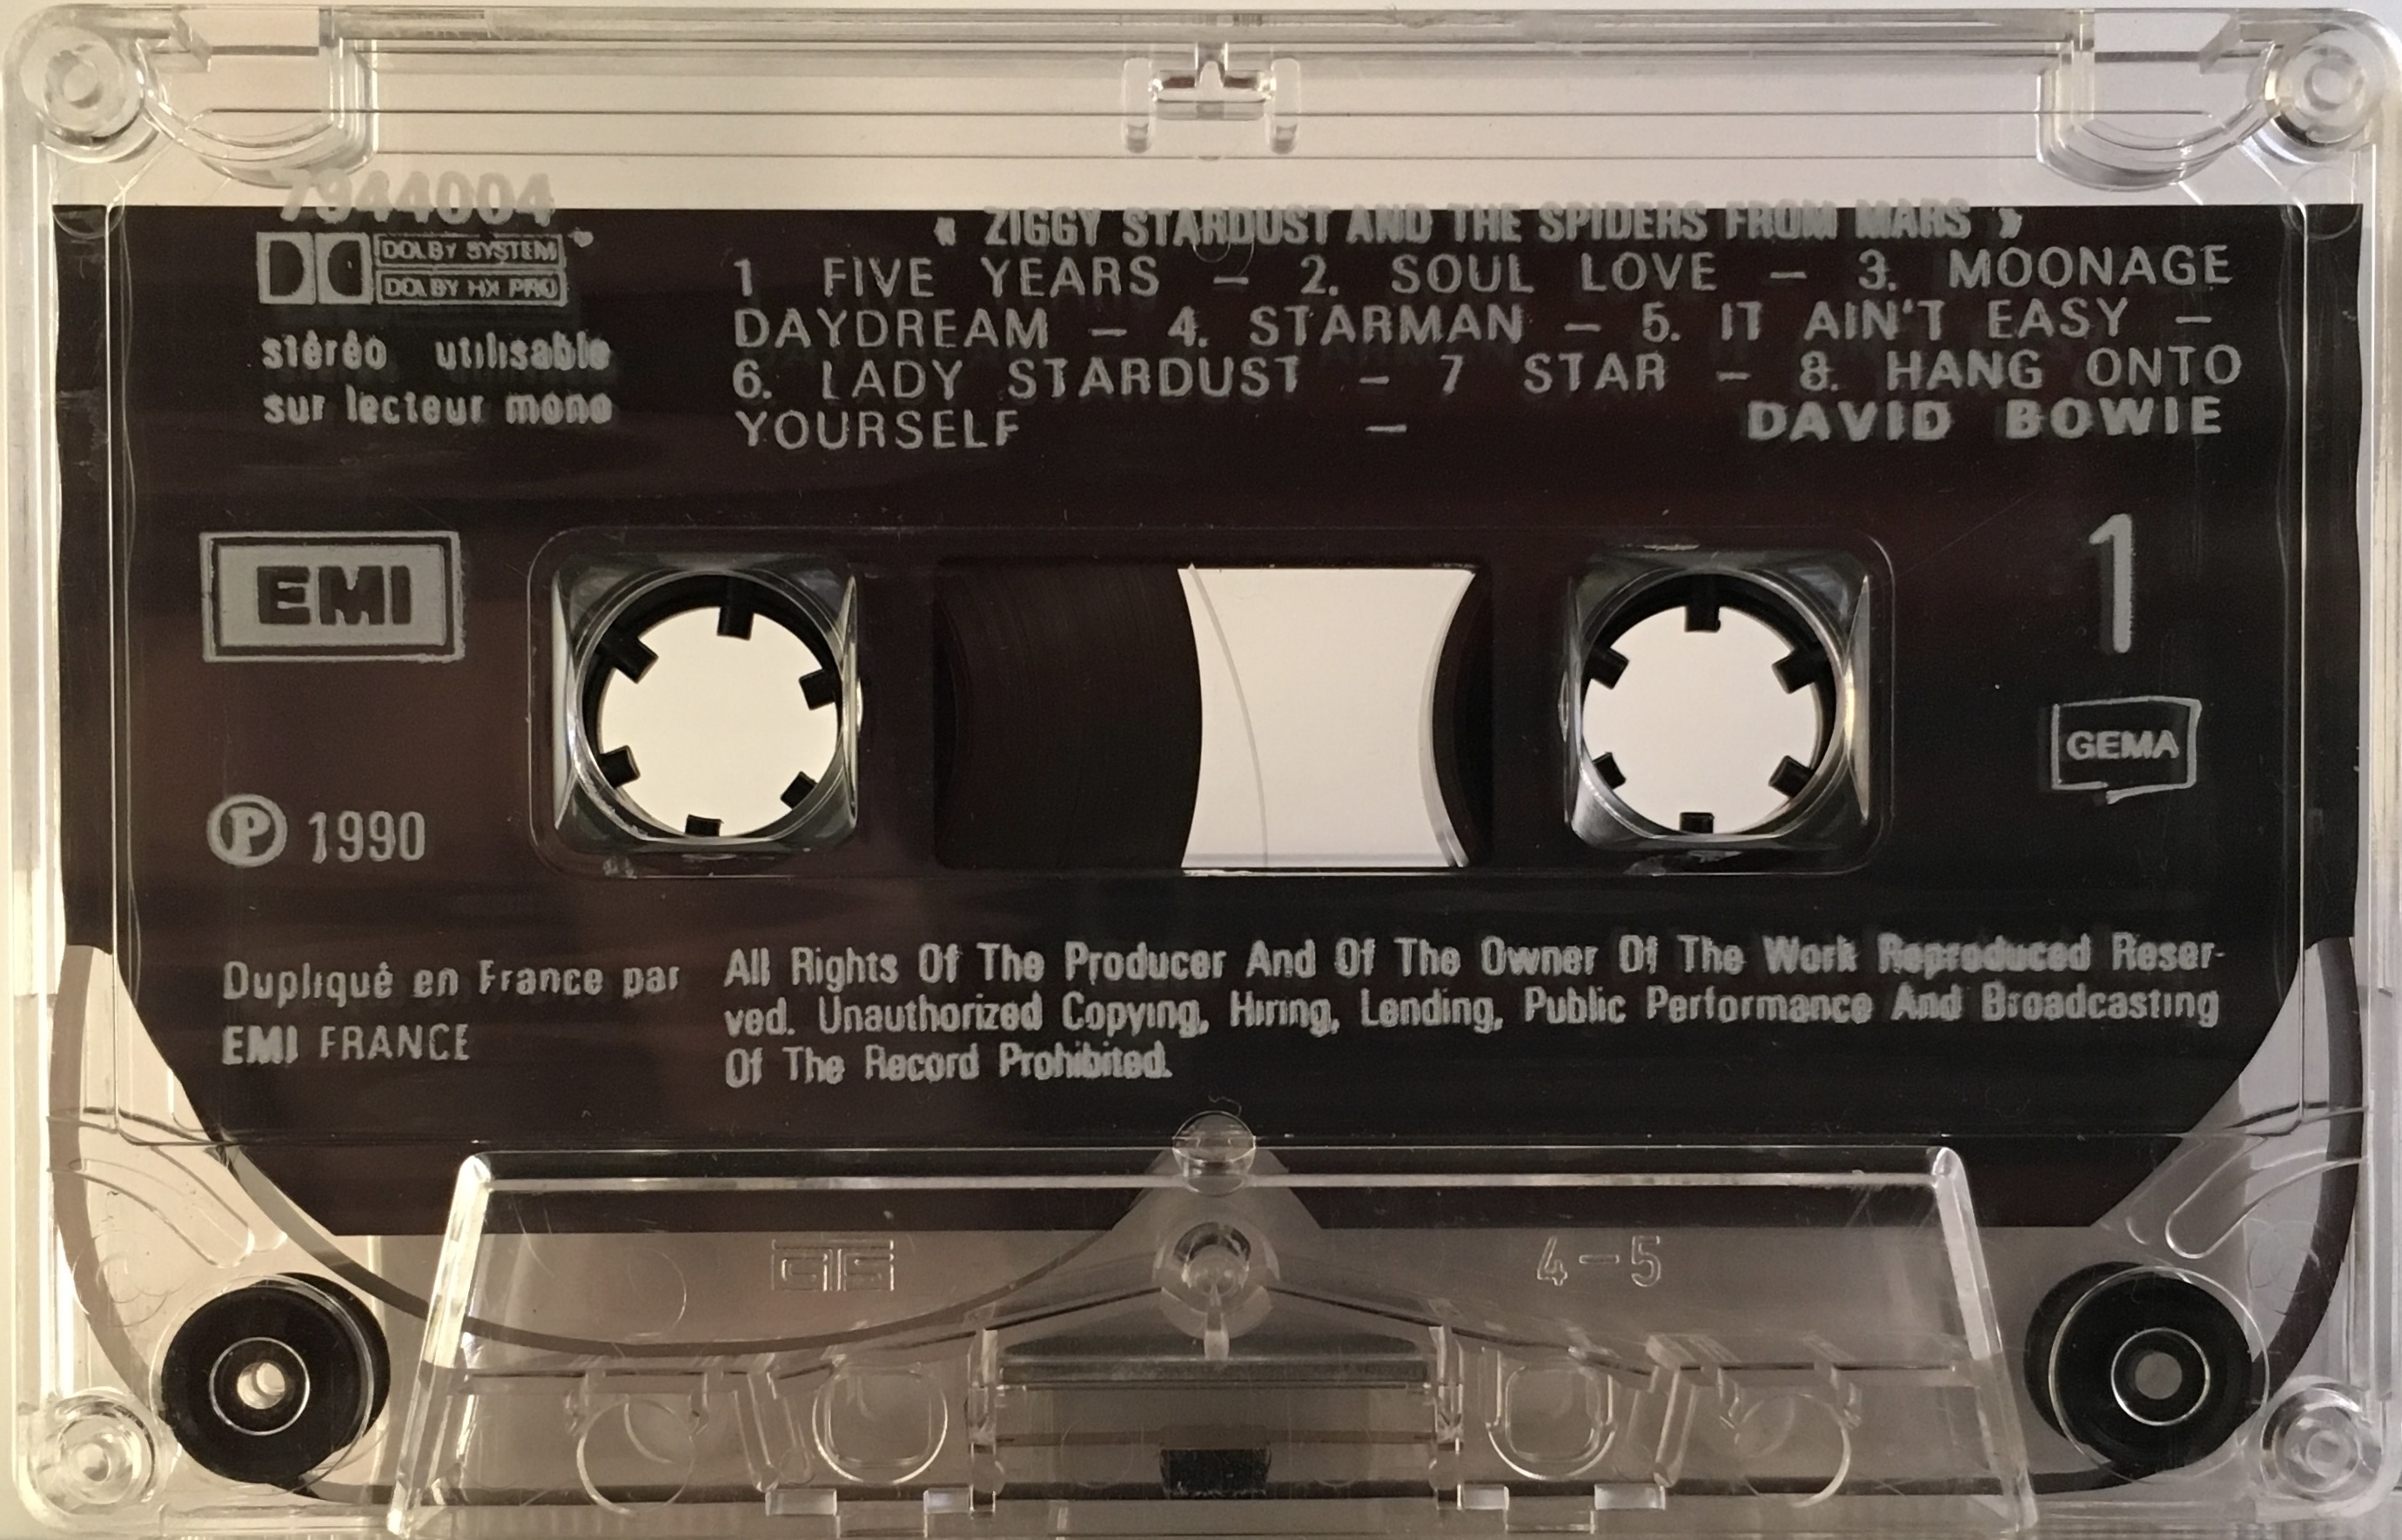 7944004
DOLBY SYSTEM
DOLBY HX PRO
stéréo utilisable
sur lecteur mono
« ZIGGY STARDUST AND THE SPIDERS FROM MARS »
1 FIVE YEARS – 2. SOUL LOVE – 3. MOONAGE
DAYDREAM – 4. STARMAN – 5. IT AIN'T EASY –
6. LADY STARDUST – 7 STAR – 8. HANG ONTO
YOURSELF –
DAVID BOWIE
EMI
1
GEMA
Ⓟ 1990
Dupliqué en France par
EMI FRANCE
All Rights Of The Producer And Of The Owner Of The Work Reproduced Reser-
ved. Unauthorized Copying, Hiring, Lending, Public Performance And Broadcasting
Of The Record Prohibited.
4-5